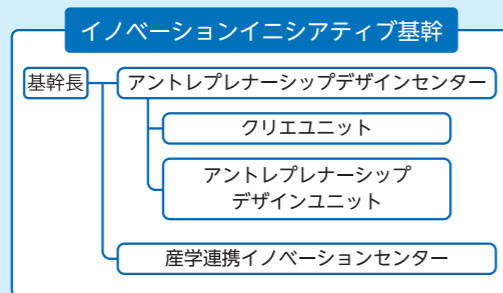 イノベーションイニシアティブ基幹
基幹長
アントレプレナーシップデザインセンター
クリエユニット
アントレプレナーシップ
デザインユニット
産学連携イノベーションセンター